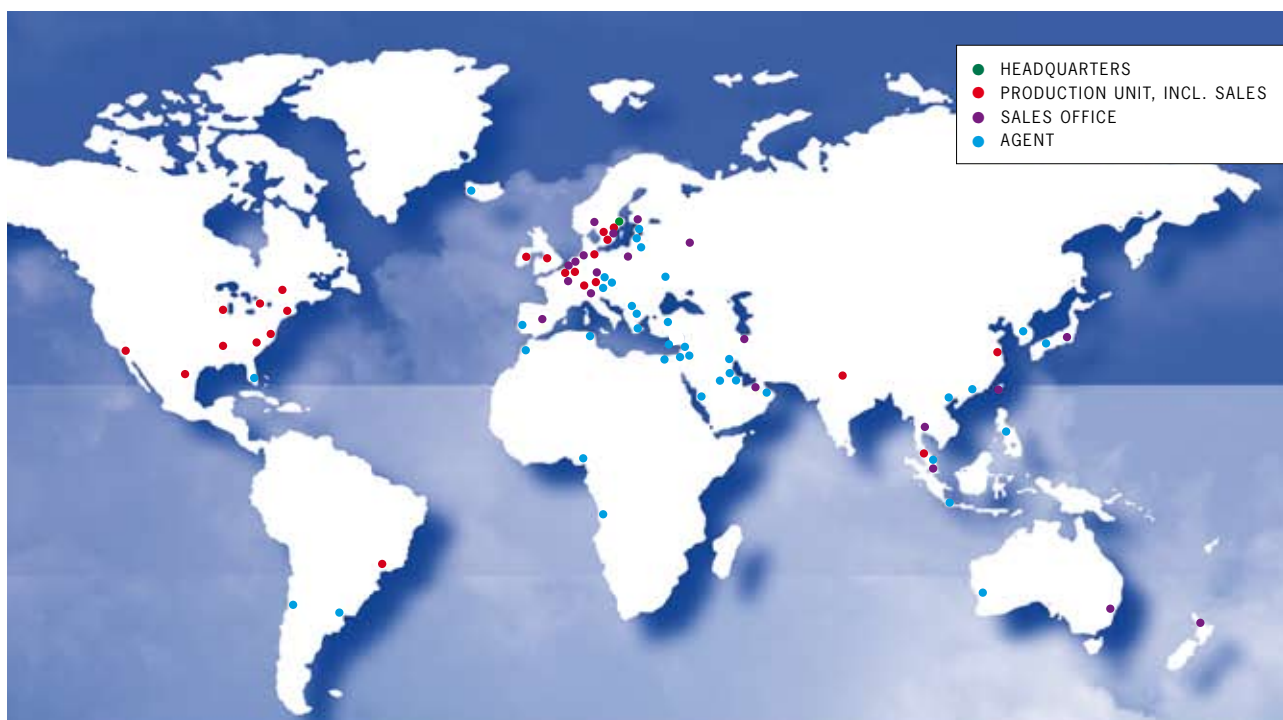 HEADQUARTERS
PRODUCTION UNIT, INCL. SALES
SALES OFFICE
AGENT